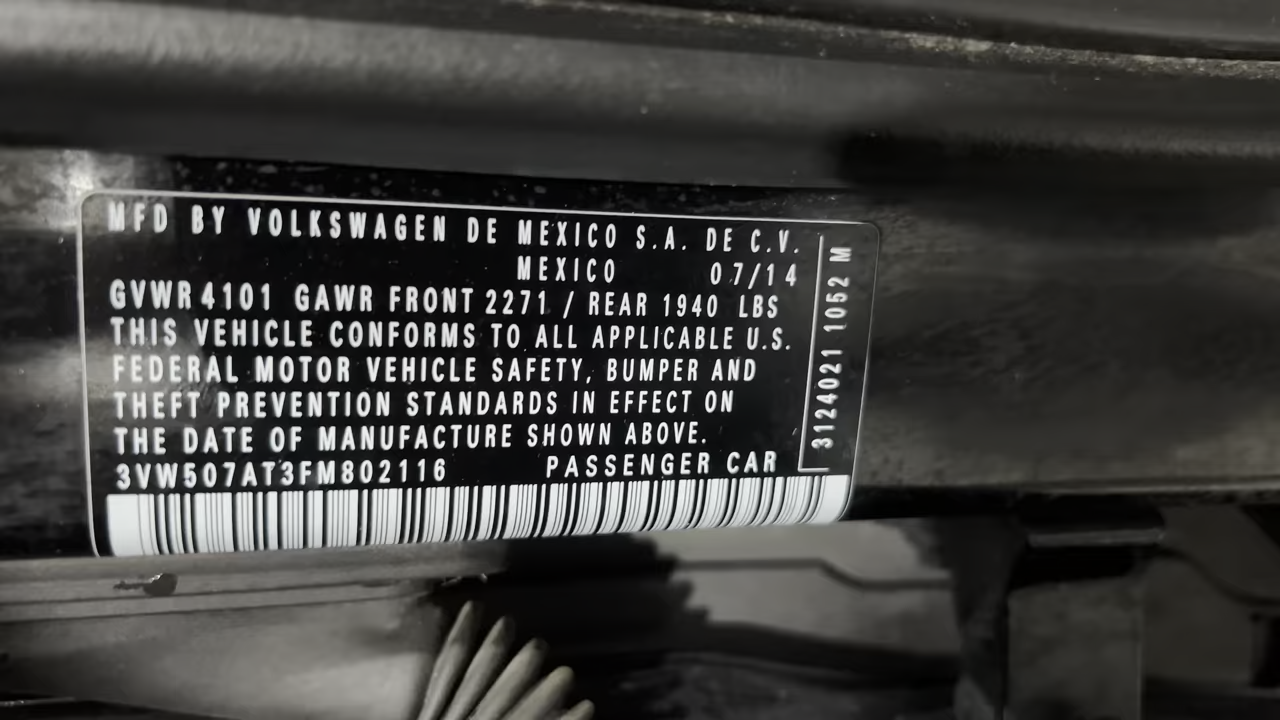 MFD BY VOLKSWAGEN DE MEXICO S.A. DE C.V.
MEXICO 07/14
GVWR 4101 GAWR FRONT 2271 / REAR 1940 LBS
THIS VEHICLE CONFORMS TO ALL APPLICABLE U.S.
FEDERAL MOTOR VEHICLE SAFETY, BUMPER AND
THEFT PREVENTION STANDARDS IN EFFECT ON
THE DATE OF MANUFACTURE SHOWN ABOVE.
3VW507AT3FM802116 PASSENGER CAR
3124021 1052 M